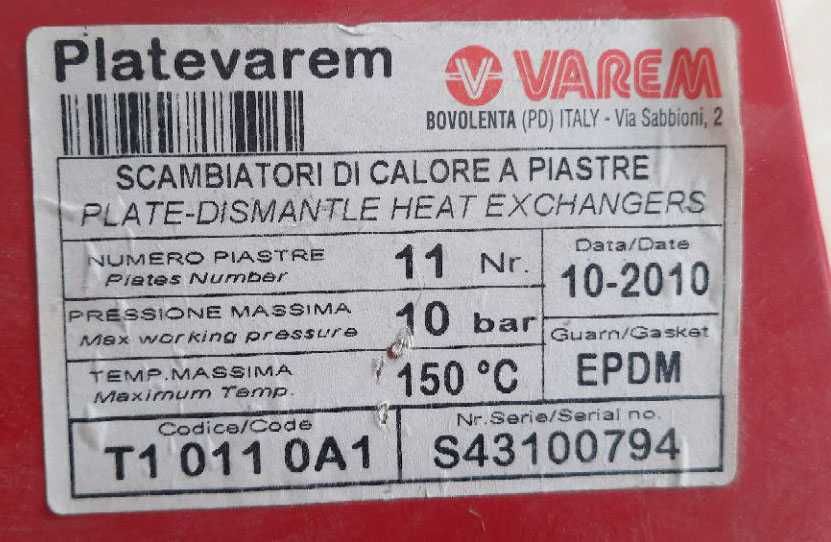 Platevarem
VAREM
BOVOLENTA (PD) ITALY - Via Sabbioni, 2
SCAMBIATORI DI CALORE A PIASTRE
PLATE-DISMANTLE HEAT EXCHANGERS
NUMERO PIASTRE
Plates Number
11 Nr.
Data/Date
10-2010
PRESSIONE MASSIMA
Max working pressure
10 bar
Guarn/Gasket
EPDM
TEMP.MASSIMA
Maximum Temp.
150 °C
Codice/Code
T1 011 0A1
Nr.Serie/Serial no.
S43100794